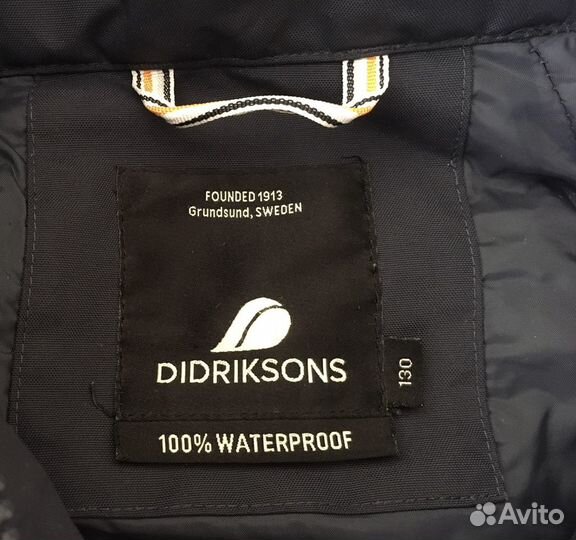 FOUNDED 1913
Grundsund, SWEDEN
DIDRIKSONS
130
100% WATERPROOF
Avito